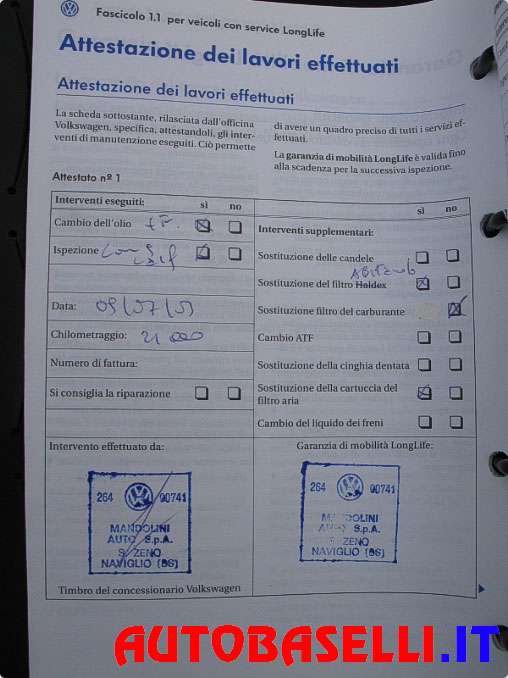 Fascicolo 1.1 per veicoli con service LongLife
Attestazione dei lavori effettuati
Attestazione dei lavori effettuati
La scheda sottostante, rilasciata dall'officina
Volkswagen, specifica, attestandoli, gli inter-
venti di manutenzione eseguiti. Ciò permette
di avere un quadro preciso di tutti i servizi ef-
fettuati.
La garanzia di mobilità LongLife è valida fino
alla scadenza per la successiva ispezione.
Attestato nº 1
Interventi eseguiti: sì no
Cambio dell'olio + F.
Ispezione
Data:
Chilometraggio: 21 000
Numero di fattura:
Si consiglia la riparazione
sì no
Interventi supplementari:
Sostituzione delle candele
Sostituzione del filtro Haldex
Sostituzione filtro del carburante
Cambio ATF
Sostituzione della cinghia dentata
Sostituzione della cartuccia del
filtro aria
Cambio del liquido dei freni
Intervento effettuato da:
264 90741
MANDOLINI
AUTO S.p.A.
S. ZENO
NAVIGLIO (BS)
Timbro del concessionario Volkswagen
Garanzia di mobilità LongLife:
264 90741
MANDOLINI
AUTO S.p.A.
ZENO
NAVIGLIO (BS)
AUTOBASELLI.IT